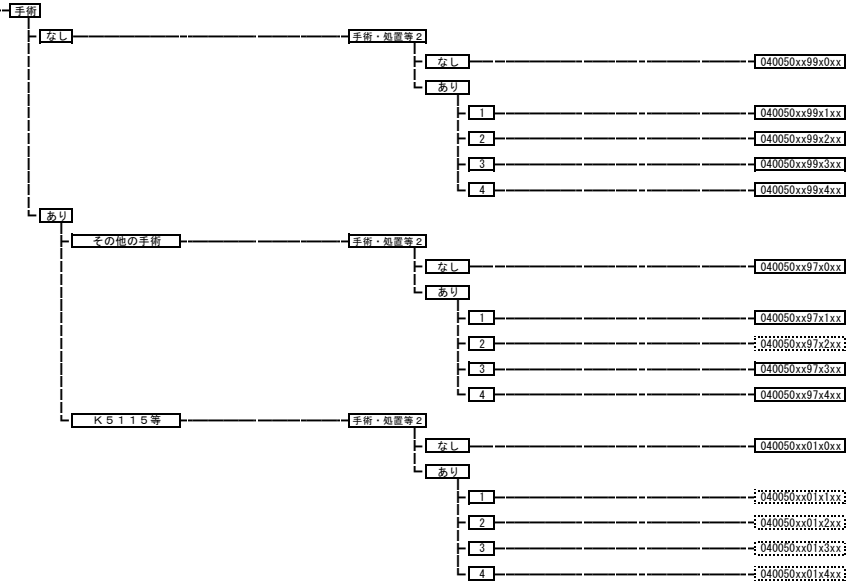 手術
なし 手術・処置等２
なし 040050xx99x0xx
あり
1 040050xx99x1xx
2 040050xx99x2xx
3 040050xx99x3xx
4 040050xx99x4xx
あり
その他の手術 手術・処置等２
なし 040050xx97x0xx
あり
1 040050xx97x1xx
2 040050xx97x2xx
3 040050xx97x3xx
4 040050xx97x4xx
Ｋ５１１５等 手術・処置等２
なし 040050xx01x0xx
あり
1 040050xx01x1xx
2 040050xx01x2xx
3 040050xx01x3xx
4 040050xx01x4xx